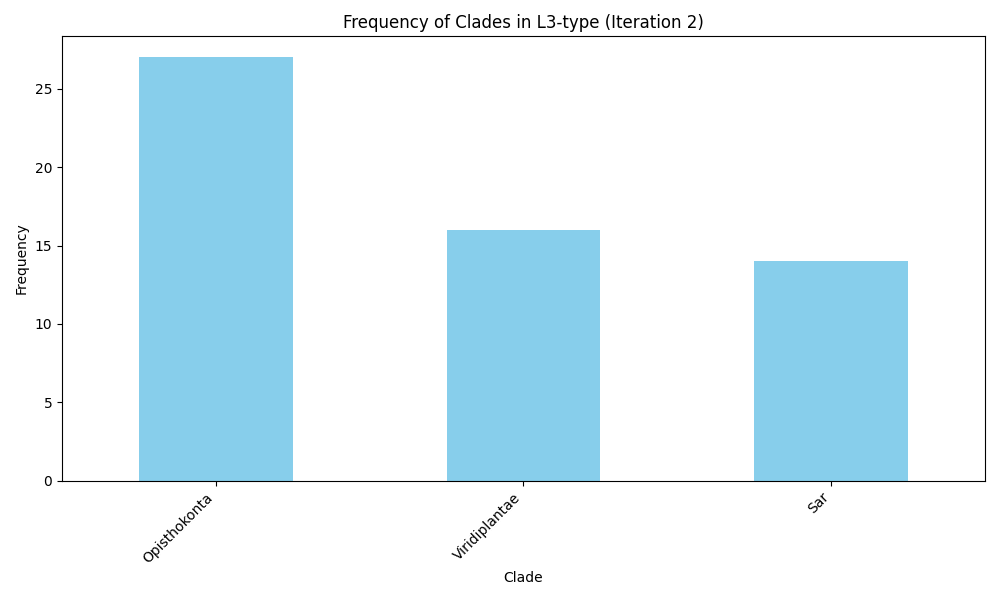 Frequency of Clades in L3-type (Iteration 2)
Frequency
25
20
15
10
5
0
Opisthokonta
Viridiplantae
Sar
Clade